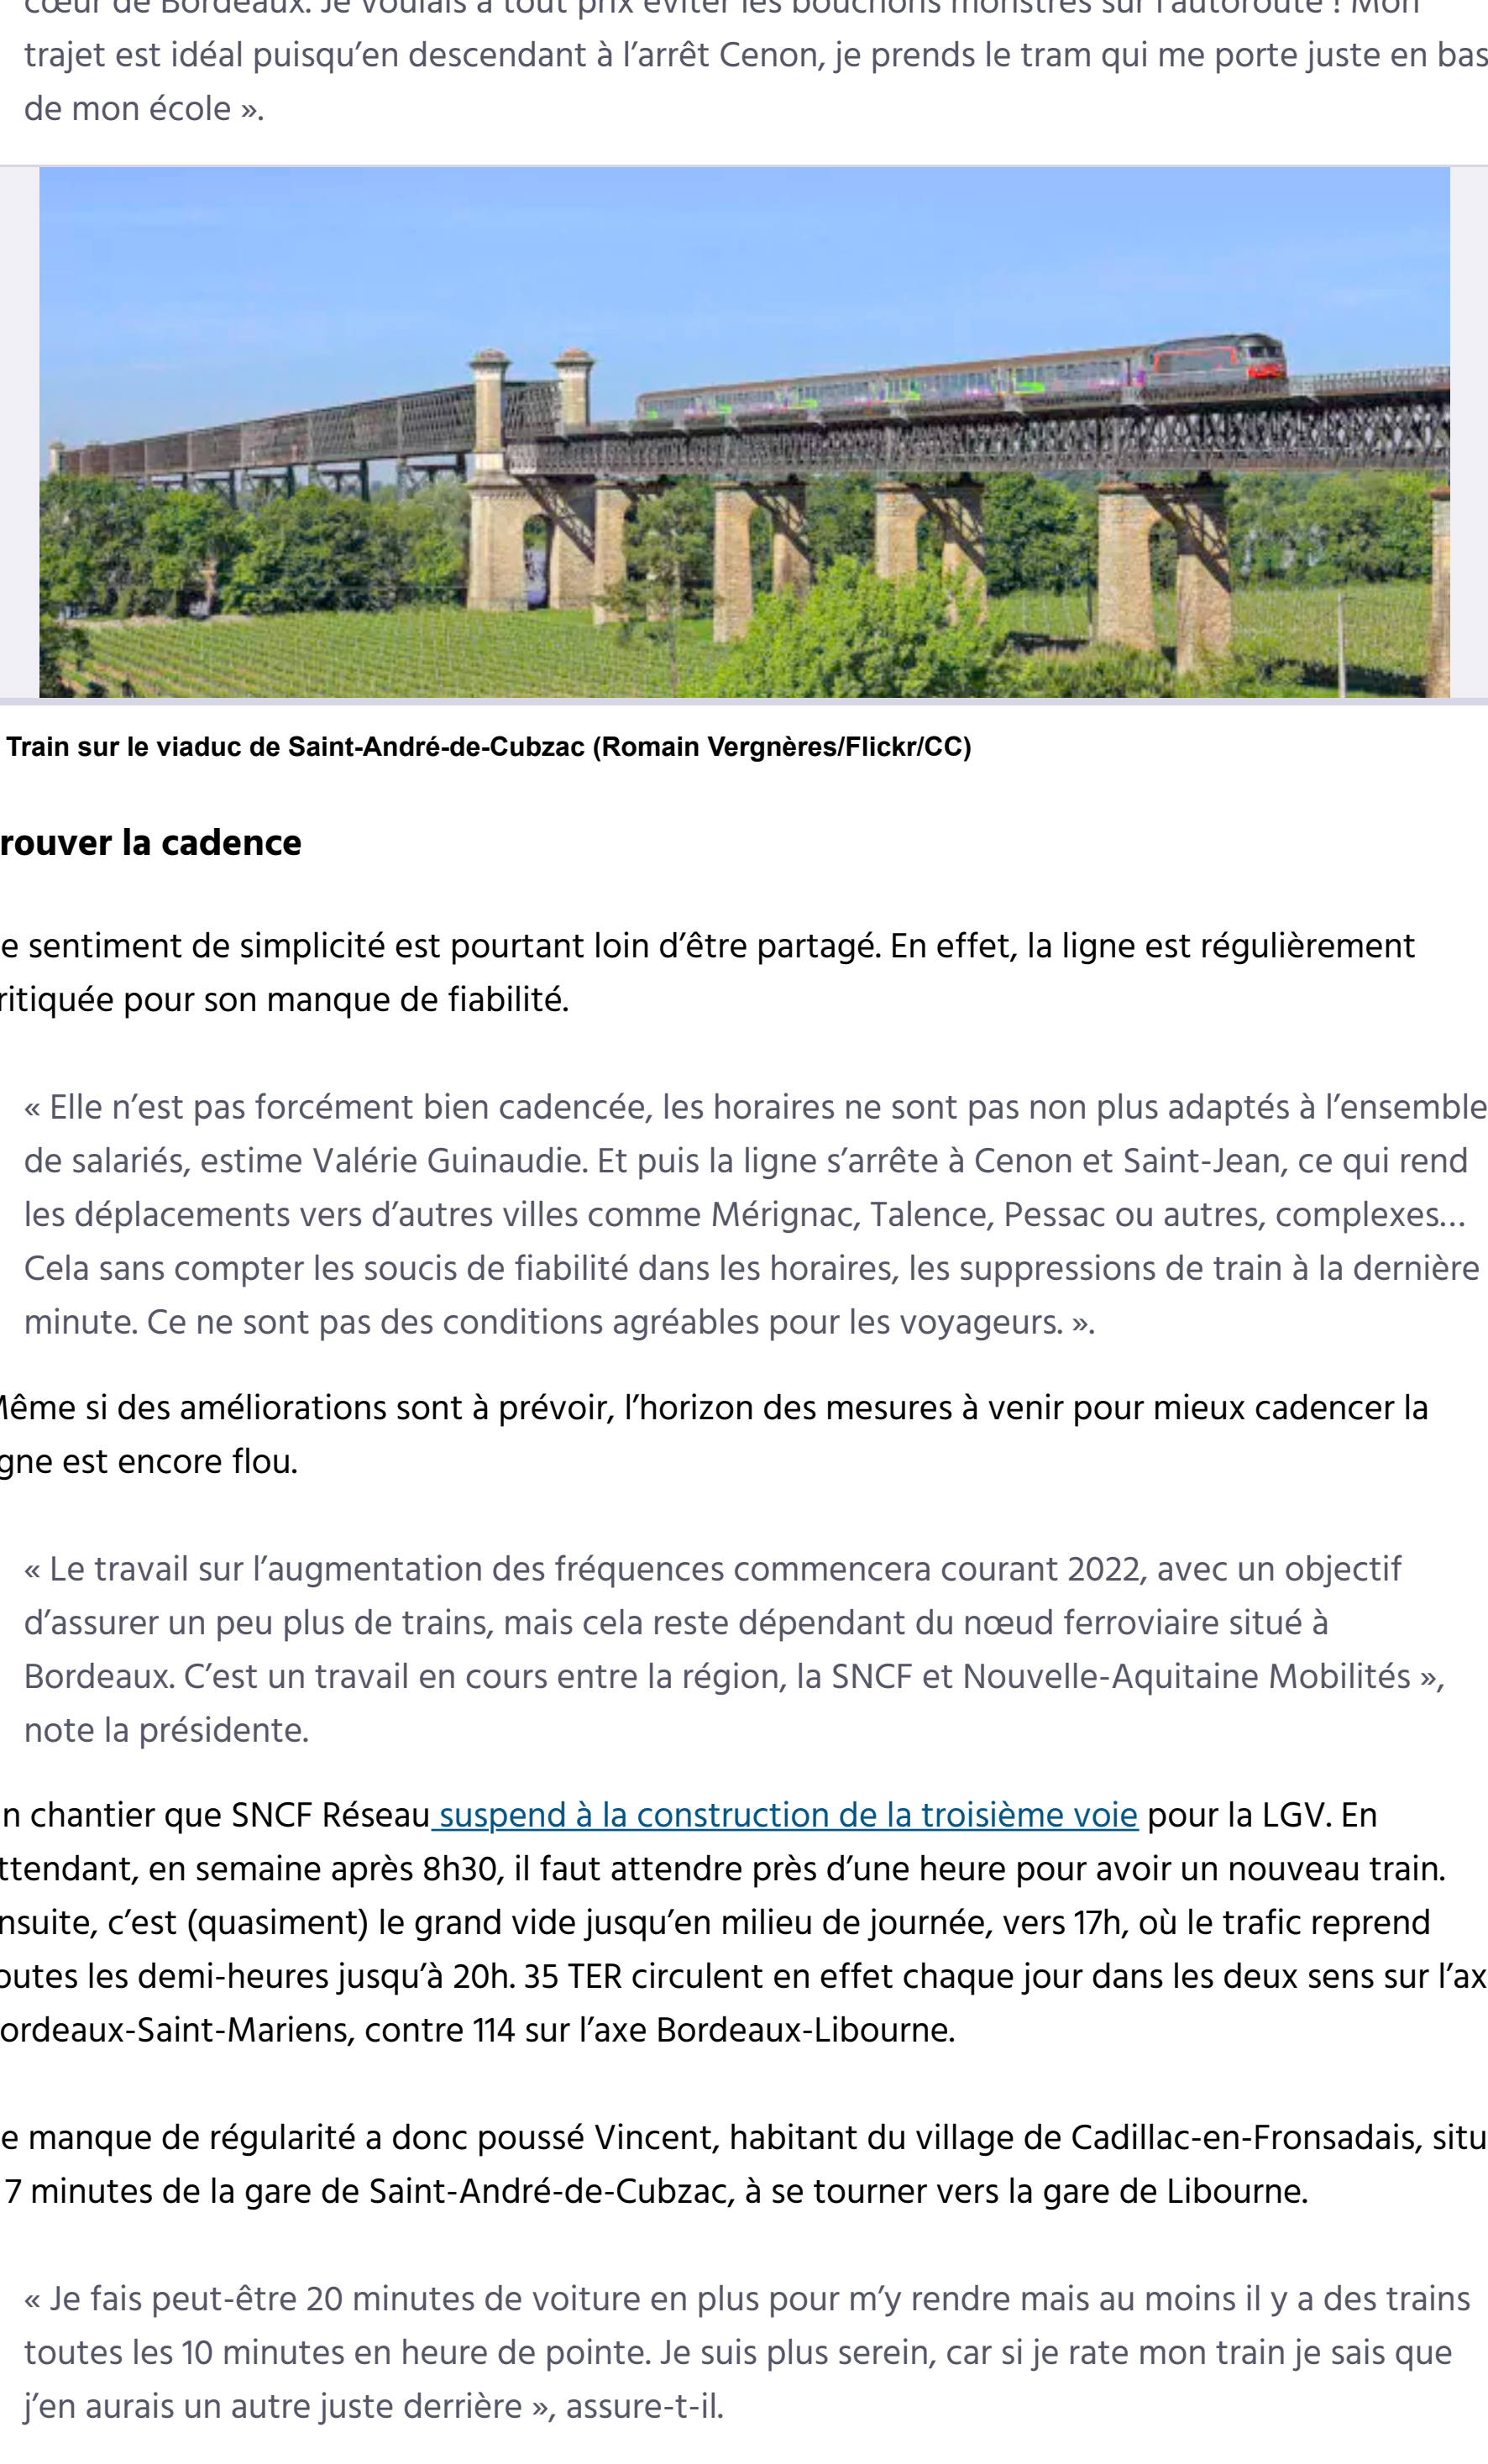 cœur de Bordeaux. Je voulais à tout prix éviter les bouchons monstres sur l'autoroute ! Mon
trajet est idéal puisqu'en descendant à l'arrêt Cenon, je prends le tram qui me porte juste en bas
de mon école ».
Train sur le viaduc de Saint-André-de-Cubzac (Romain Vergnères/Flickr/CC)
rouver la cadence
e sentiment de simplicité est pourtant loin d'être partagé. En effet, la ligne est régulièrement
ritiquée pour son manque de fiabilité.
« Elle n'est pas forcément bien cadencée, les horaires ne sont pas non plus adaptés à l'ensemble
de salariés, estime Valérie Guinaudie. Et puis la ligne s'arrête à Cenon et Saint-Jean, ce qui rend
les déplacements vers d'autres villes comme Mérignac, Talence, Pessac ou autres, complexes…
Cela sans compter les soucis de fiabilité dans les horaires, les suppressions de train à la dernière
minute. Ce ne sont pas des conditions agréables pour les voyageurs. ».
Même si des améliorations sont à prévoir, l'horizon des mesures à venir pour mieux cadencer la
gne est encore flou.
« Le travail sur l'augmentation des fréquences commencera courant 2022, avec un objectif
d'assurer un peu plus de trains, mais cela reste dépendant du nœud ferroviaire situé à
Bordeaux. C'est un travail en cours entre la région, la SNCF et Nouvelle-Aquitaine Mobilités »,
note la présidente.
n chantier que SNCF Réseau suspend à la construction de la troisième voie pour la LGV. En
ttendant, en semaine après 8h30, il faut attendre près d'une heure pour avoir un nouveau train.
nsuite, c'est (quasiment) le grand vide jusqu'en milieu de journée, vers 17h, où le trafic reprend
outes les demi-heures jusqu'à 20h. 35 TER circulent en effet chaque jour dans les deux sens sur l'ax
ordeaux-Saint-Mariens, contre 114 sur l'axe Bordeaux-Libourne.
e manque de régularité a donc poussé Vincent, habitant du village de Cadillac-en-Fronsadais, situ
7 minutes de la gare de Saint-André-de-Cubzac, à se tourner vers la gare de Libourne.
« Je fais peut-être 20 minutes de voiture en plus pour m'y rendre mais au moins il y a des trains
toutes les 10 minutes en heure de pointe. Je suis plus serein, car si je rate mon train je sais que
j'en aurais un autre juste derrière », assure-t-il.